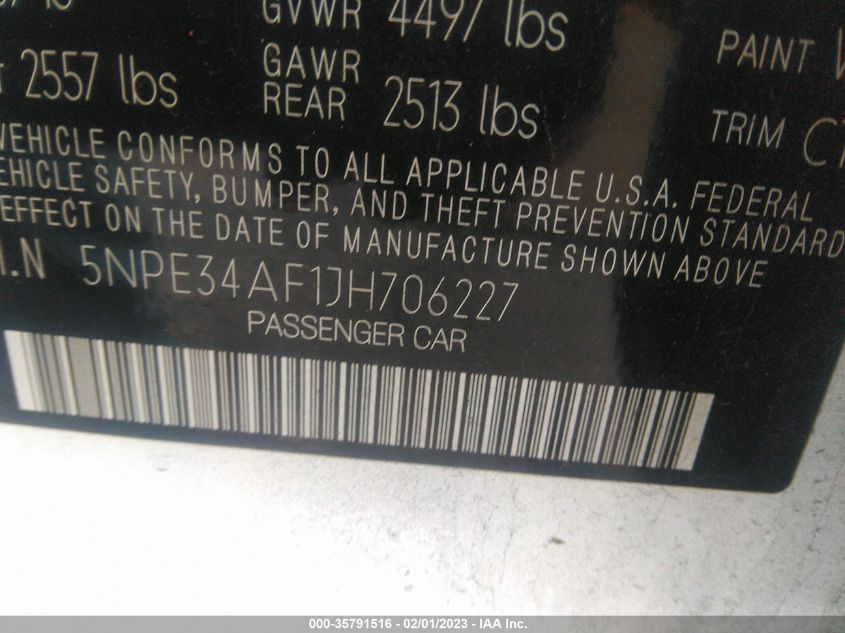 GVWR 4497 lbs
2557 lbs GAWR REAR 2513 lbs
PAINT
TRIM
VEHICLE CONFORMS TO ALL APPLICABLE U.S.A. FEDERAL
VEHICLE SAFETY, BUMPER, AND THEFT PREVENTION STANDARDS
EFFECT ON THE DATE OF MANUFACTURE SHOWN ABOVE
I.N 5NPE34AF1JH706227
PASSENGER CAR
000-35791516 — 02/01/2023 — IAA Inc.